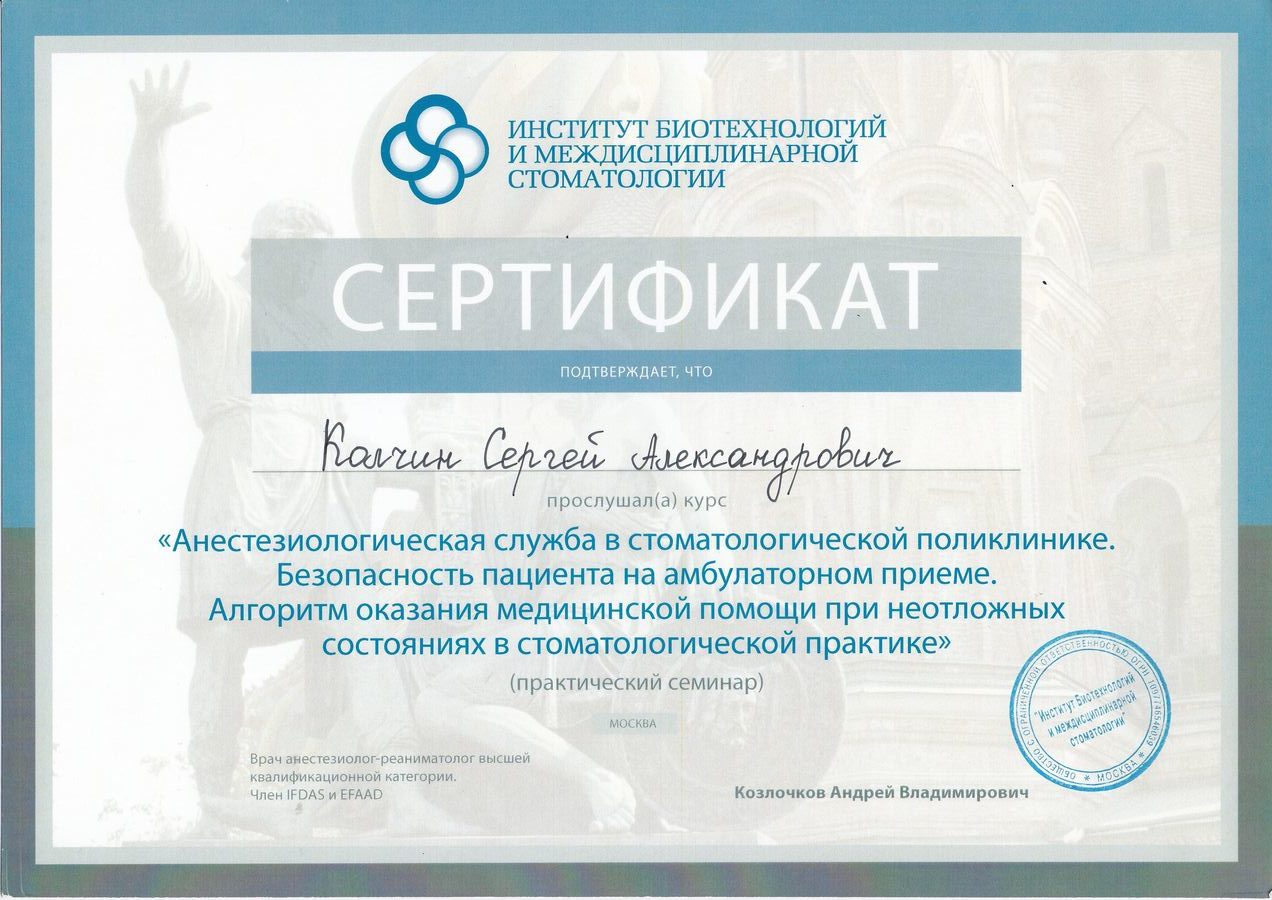 ИНСТИТУТ БИОТЕХНОЛОГИЙ
И МЕЖДИСЦИПЛИНАРНОЙ
СТОМАТОЛОГИИ
СЕРТИФИКАТ
ПОДТВЕРЖДАЕТ, ЧТО
Колчин Сергей Александрович
прослушал(а) курс
«Анестезиологическая служба в стоматологической поликлинике.
Безопасность пациента на амбулаторном приеме.
Алгоритм оказания медицинской помощи при неотложных
состояниях в стоматологической практике»
(практический семинар)
МОСКВА
Врач анестезиолог-реаниматолог высшей
квалификационной категории.
Член IFDAS и EFAAD
Козлочков Андрей Владимирович
ОБЩЕСТВО С ОГРАНИЧЕННОЙ ОТВЕТСТВЕННОСТЬЮ ОГРН 1097746546039
* МОСКВА *
"Институт Биотехнологий
и междисциплинарной
стоматологии"